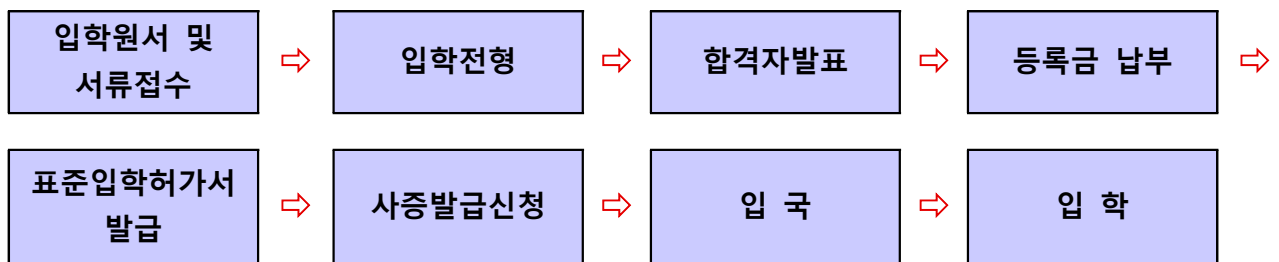 입학원서 및
서류접수
⇨
입학전형
⇨
합격자발표
⇨
등록금 납부
⇨
표준입학허가서
발급
⇨
사증발급신청
⇨
입 국
⇨
입 학